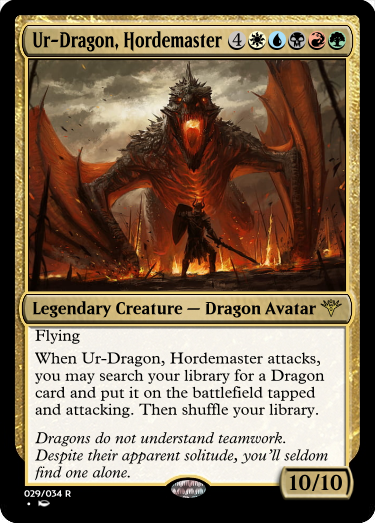 Ur-Dragon, Hordemaster 4
Legendary Creature — Dragon Avatar
Flying
When Ur-Dragon, Hordemaster attacks,
you may search your library for a Dragon
card and put it on the battlefield tapped
and attacking. Then shuffle your library.
Dragons do not understand teamwork.
Despite their apparent solitude, you'll seldom
find one alone.
10/10
029/034 R